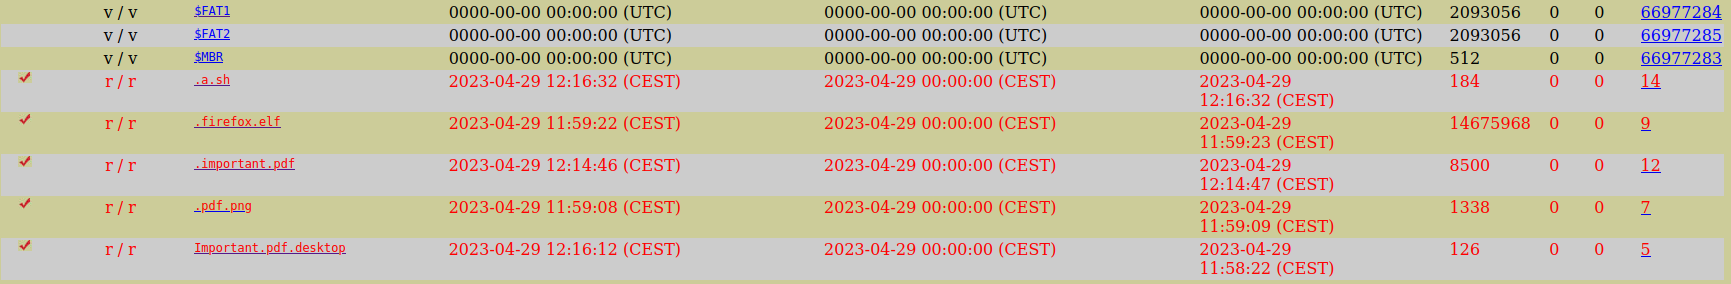 v / v $FAT1 0000-00-00 00:00:00 (UTC) 0000-00-00 00:00:00 (UTC) 0000-00-00 00:00:00 (UTC) 2093056 0 0 66977284
v / v $FAT2 0000-00-00 00:00:00 (UTC) 0000-00-00 00:00:00 (UTC) 0000-00-00 00:00:00 (UTC) 2093056 0 0 66977285
v / v $MBR 0000-00-00 00:00:00 (UTC) 0000-00-00 00:00:00 (UTC) 0000-00-00 00:00:00 (UTC) 512 0 0 66977283
r / r .a.sh 2023-04-29 12:16:32 (CEST) 2023-04-29 00:00:00 (CEST) 2023-04-29 184 0 0 14
12:16:32 (CEST)
r / r .firefox.elf 2023-04-29 11:59:22 (CEST) 2023-04-29 00:00:00 (CEST) 2023-04-29 14675968 0 0 9
11:59:23 (CEST)
r / r .important.pdf 2023-04-29 12:14:46 (CEST) 2023-04-29 00:00:00 (CEST) 2023-04-29 8500 0 0 12
12:14:47 (CEST)
r / r .pdf.png 2023-04-29 11:59:08 (CEST) 2023-04-29 00:00:00 (CEST) 2023-04-29 1338 0 0 7
11:59:09 (CEST)
r / r Important.pdf.desktop 2023-04-29 12:16:12 (CEST) 2023-04-29 00:00:00 (CEST) 2023-04-29 126 0 0 5
11:58:22 (CEST)